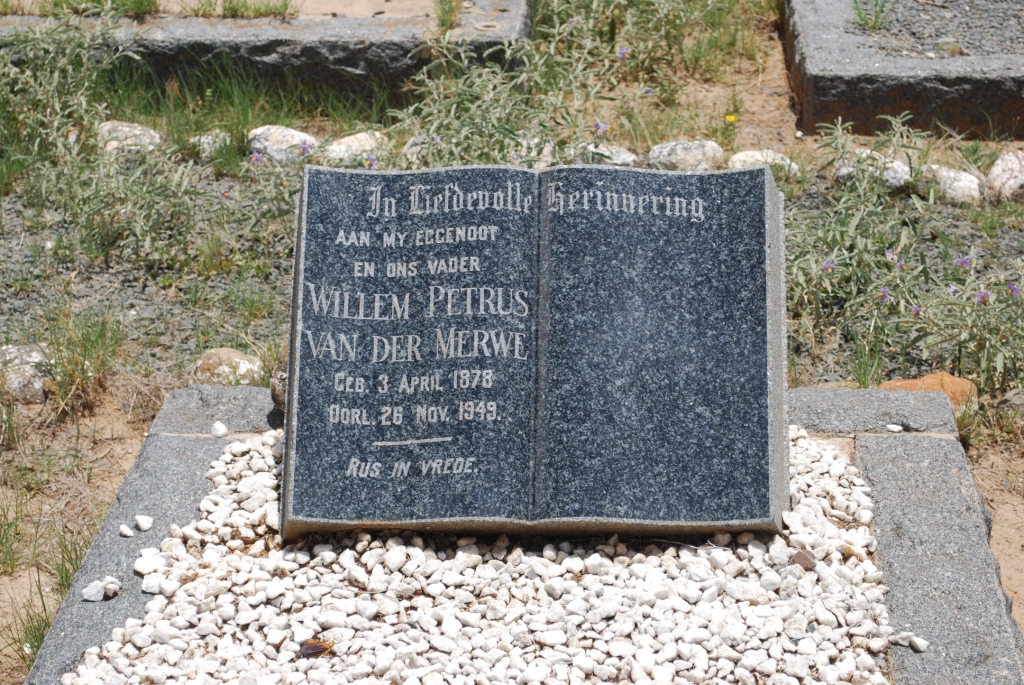 In Liefdevolle Herinnering
AAN MY EGGENOOT
EN ONS VADER
WILLEM PETRUS
VAN DER MERWE
GEB. 3 APRIL 1878
OORL. 26 NOV. 1949.
RUS IN VREDE.